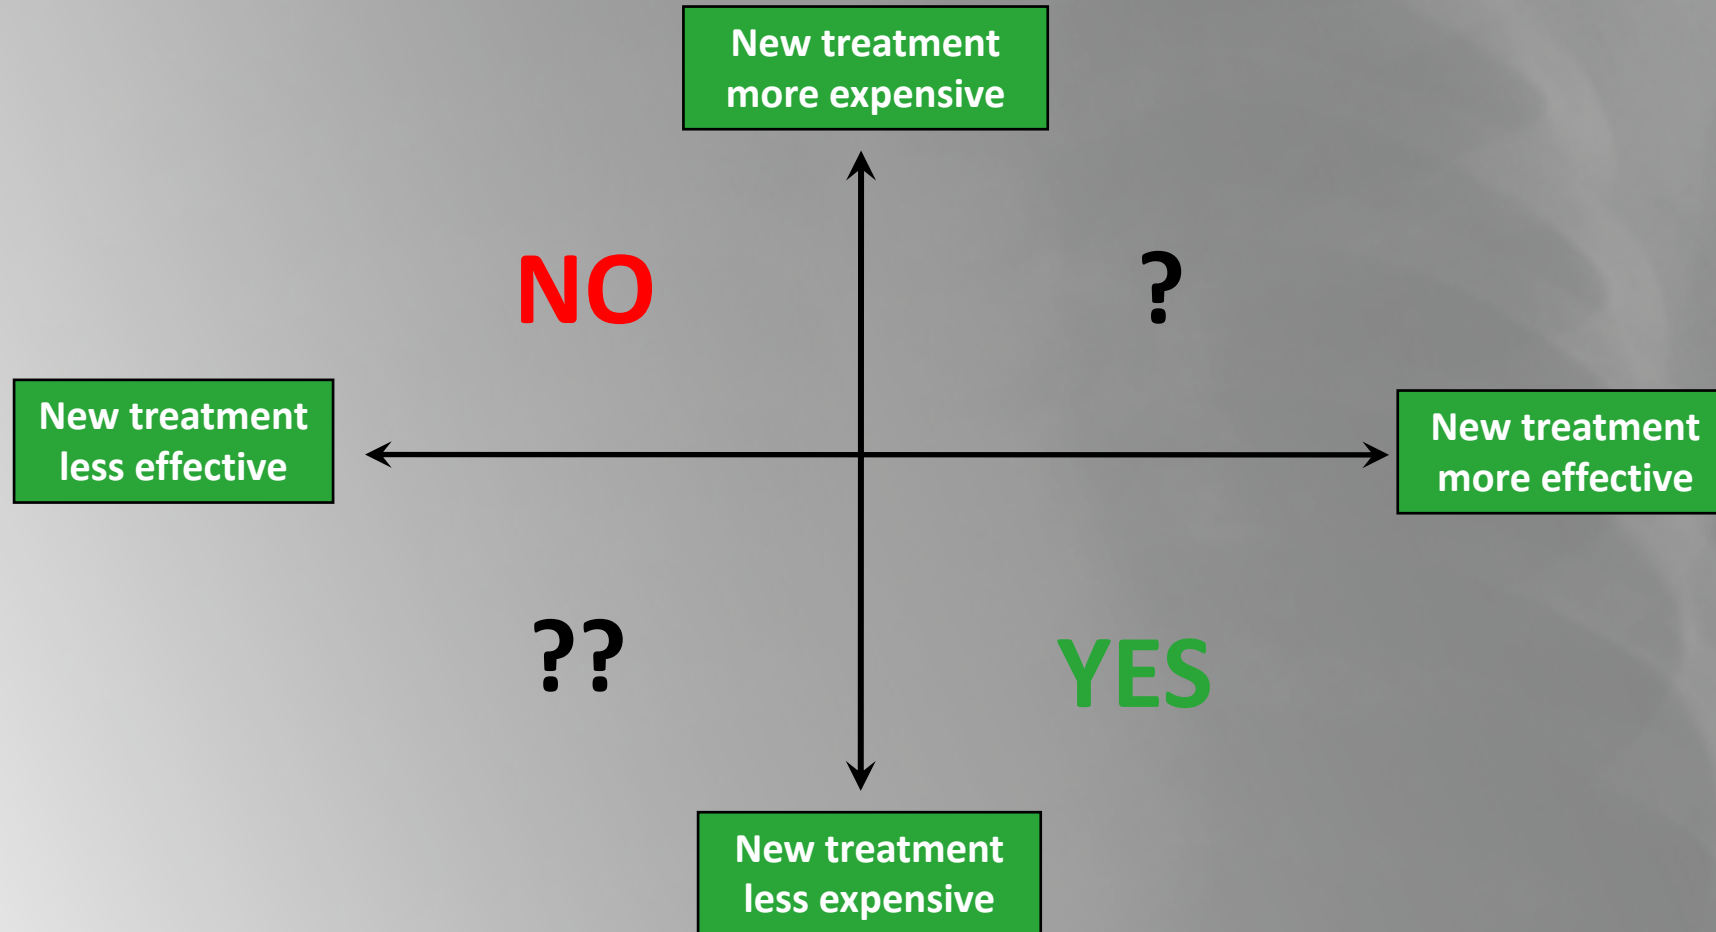 New treatment
more expensive
NO
?
New treatment
less effective
New treatment
more effective
??
YES
New treatment
less expensive